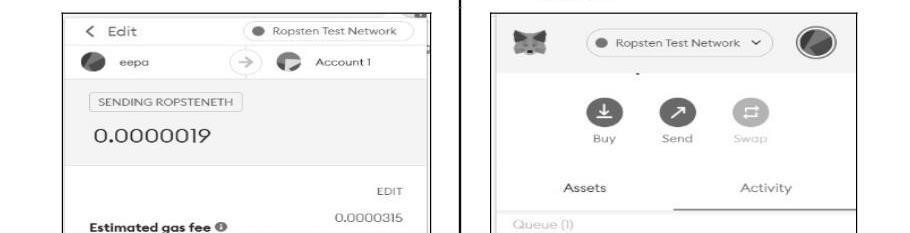 Edit
Ropsten Test Network
eepa
Account 1
SENDING ROPSTENETH
0.0000019
EDIT
Estimated gas fee
0.0000315
Ropsten Test Network
Buy
Send
Swap
Assets
Activity
Queue (1)